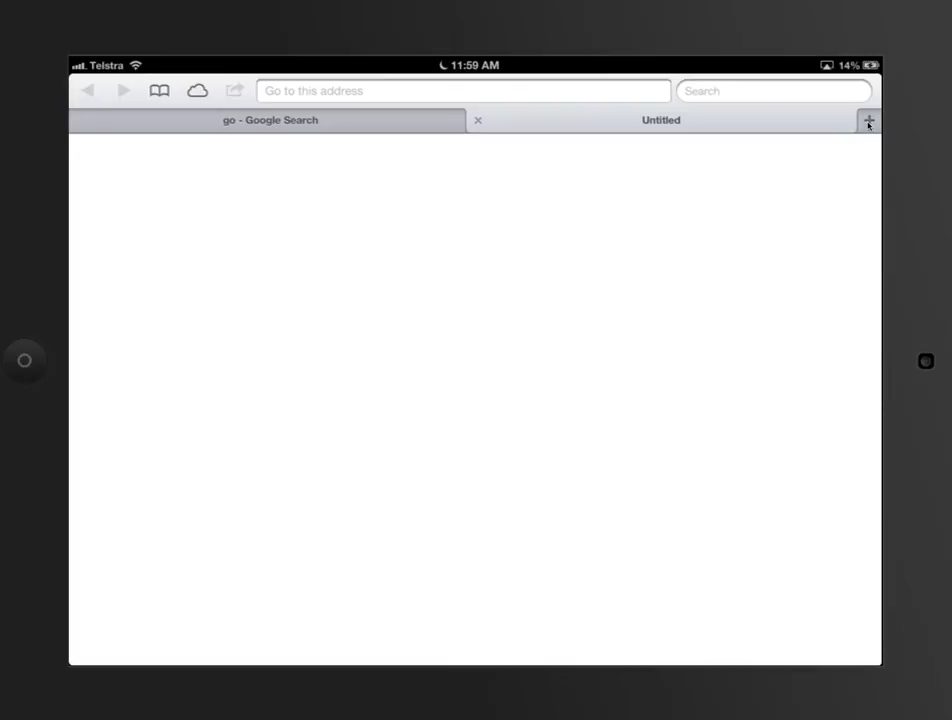 Telstra 11:59 AM 14%
Go to this address Search
go - Google Search Untitled